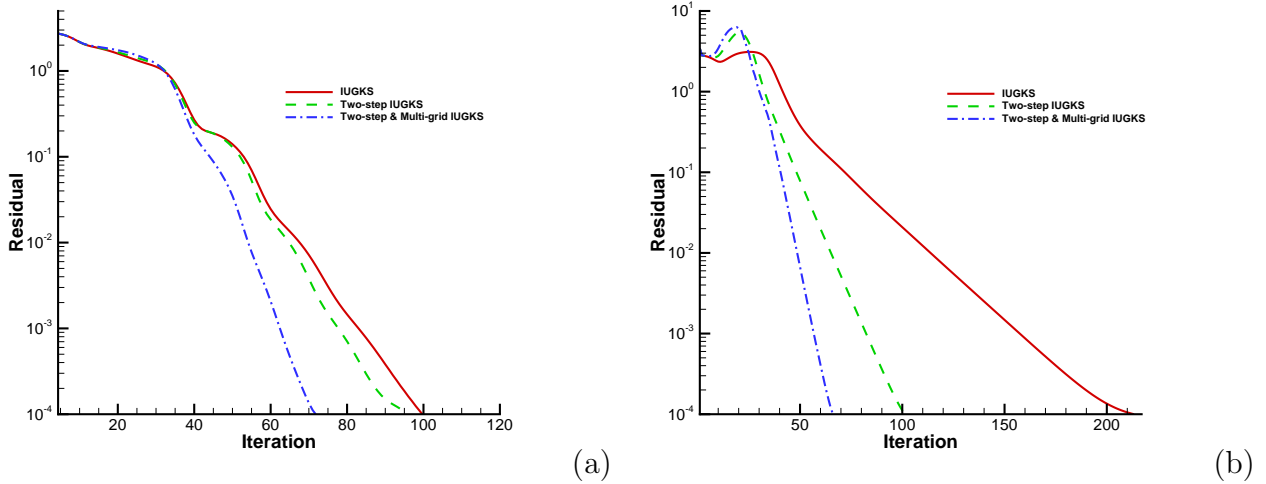 Residual
10^0
10^-1
10^-2
10^-3
10^-4
20
40
60
80
100
120
Iteration
IUGKS
Two-step IUGKS
Two-step & Multi-grid IUGKS
(a)
Residual
10^1
10^0
10^-1
10^-2
10^-3
10^-4
50
100
150
200
Iteration
IUGKS
Two-step IUGKS
Two-step & Multi-grid IUGKS
(b)